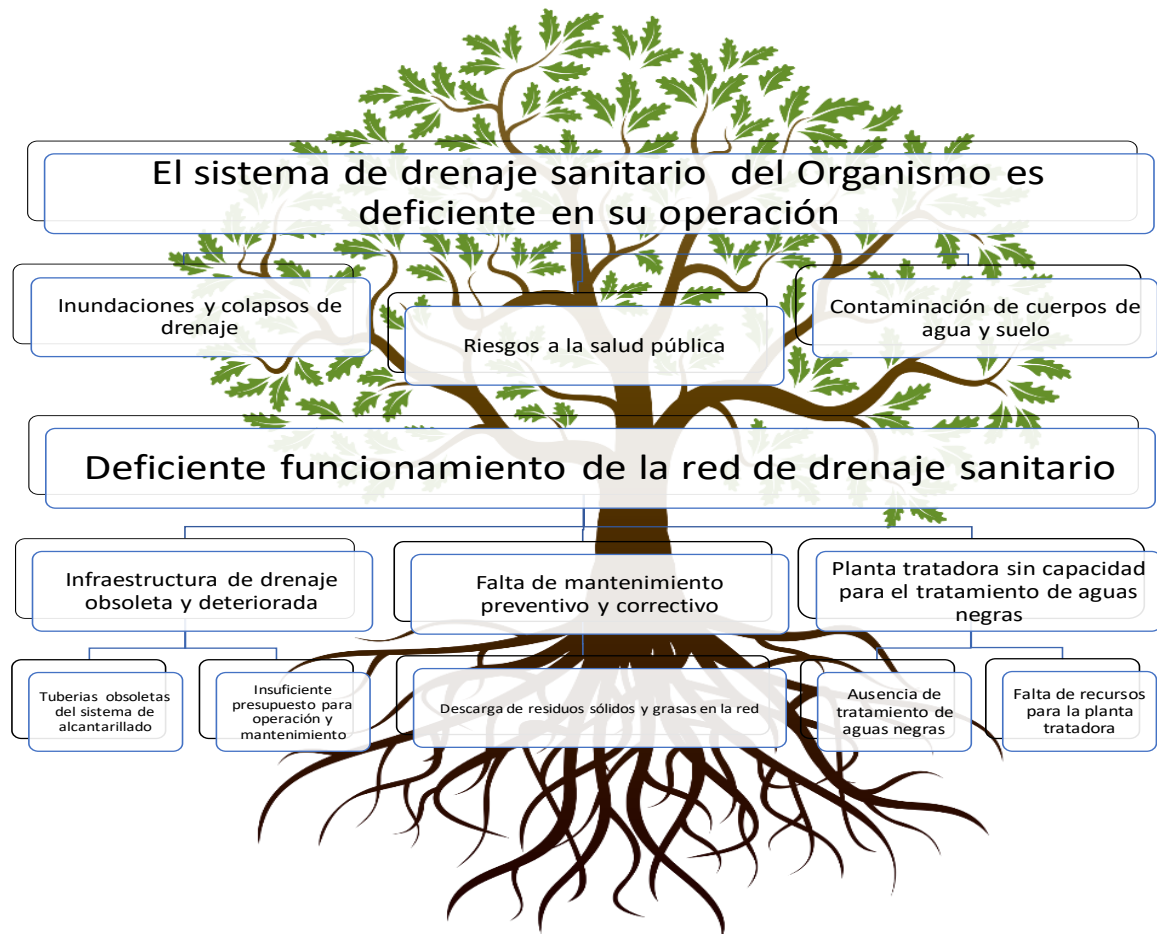 El sistema de drenaje sanitario del Organismo es
deficiente en su operación
Inundaciones y colapsos de
drenaje
Riesgos a la salud pública
Contaminación de cuerpos de
agua y suelo
Deficiente funcionamiento de la red de drenaje sanitario
Infraestructura de drenaje
obsoleta y deteriorada
Falta de mantenimiento
preventivo y correctivo
Planta tratadora sin capacidad
para el tratamiento de aguas
negras
Tuberias obsoletas
del sistema de
alcantarillado
Insuficiente
presupuesto para
operación y
mantenimiento
Descarga de residuos sólidos y grasas en la red
Ausencia de
tratamiento de
aguas negras
Falta de recursos
para la planta
tratadora